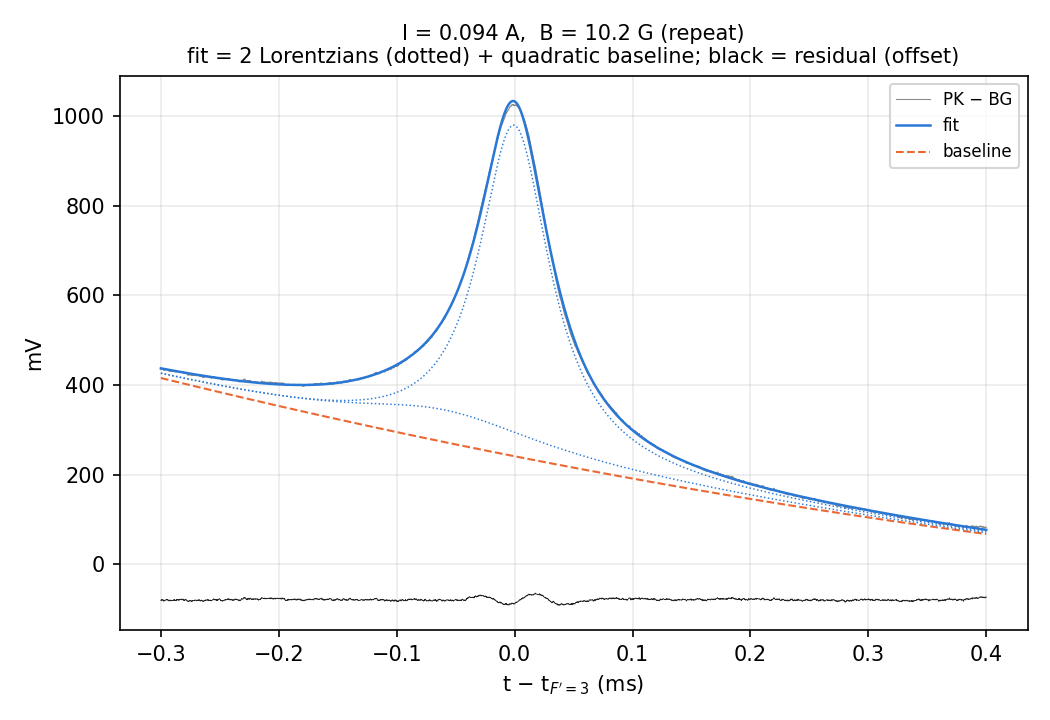 I = 0.094 A,  B = 10.2 G (repeat)
fit = 2 Lorentzians (dotted) + quadratic baseline; black = residual (offset)
PK − BG
fit
baseline
mV
1000
800
600
400
200
0
−0.3 −0.2 −0.1 0.0 0.1 0.2 0.3 0.4
t − t_{F′=3} (ms)